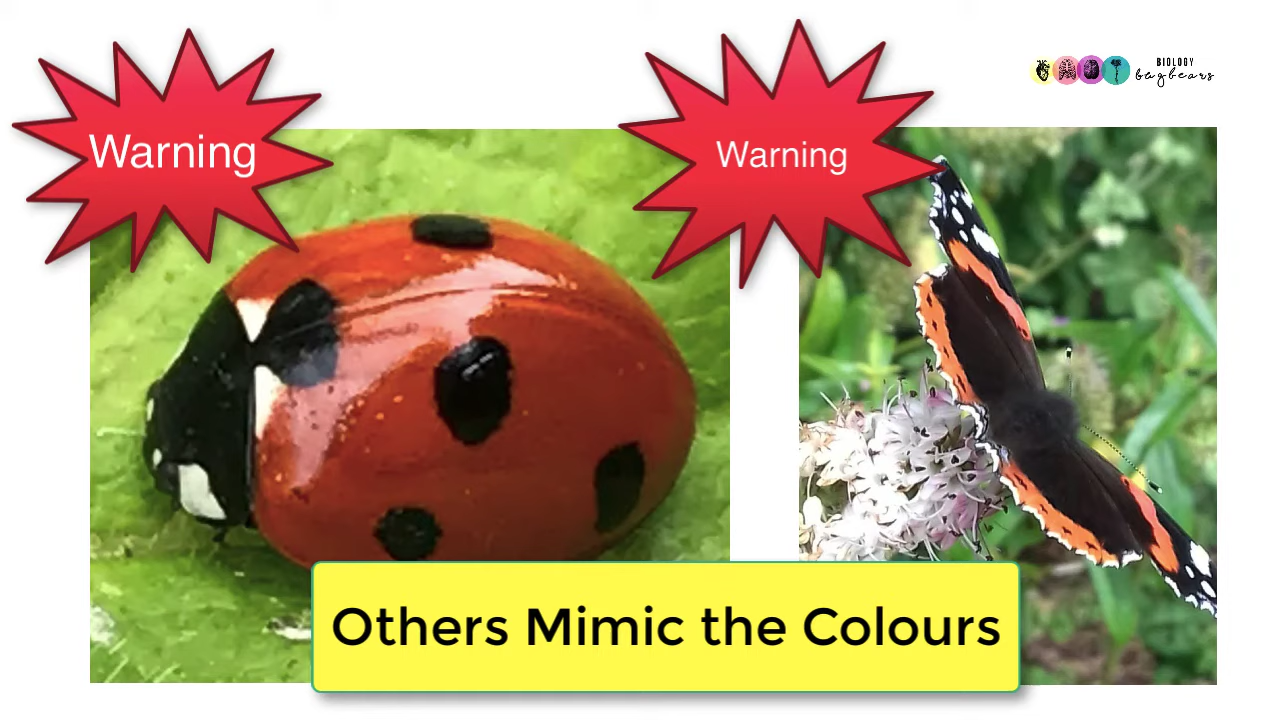 Warning
Warning
BIOLOGY
bugbears
Others Mimic the Colours